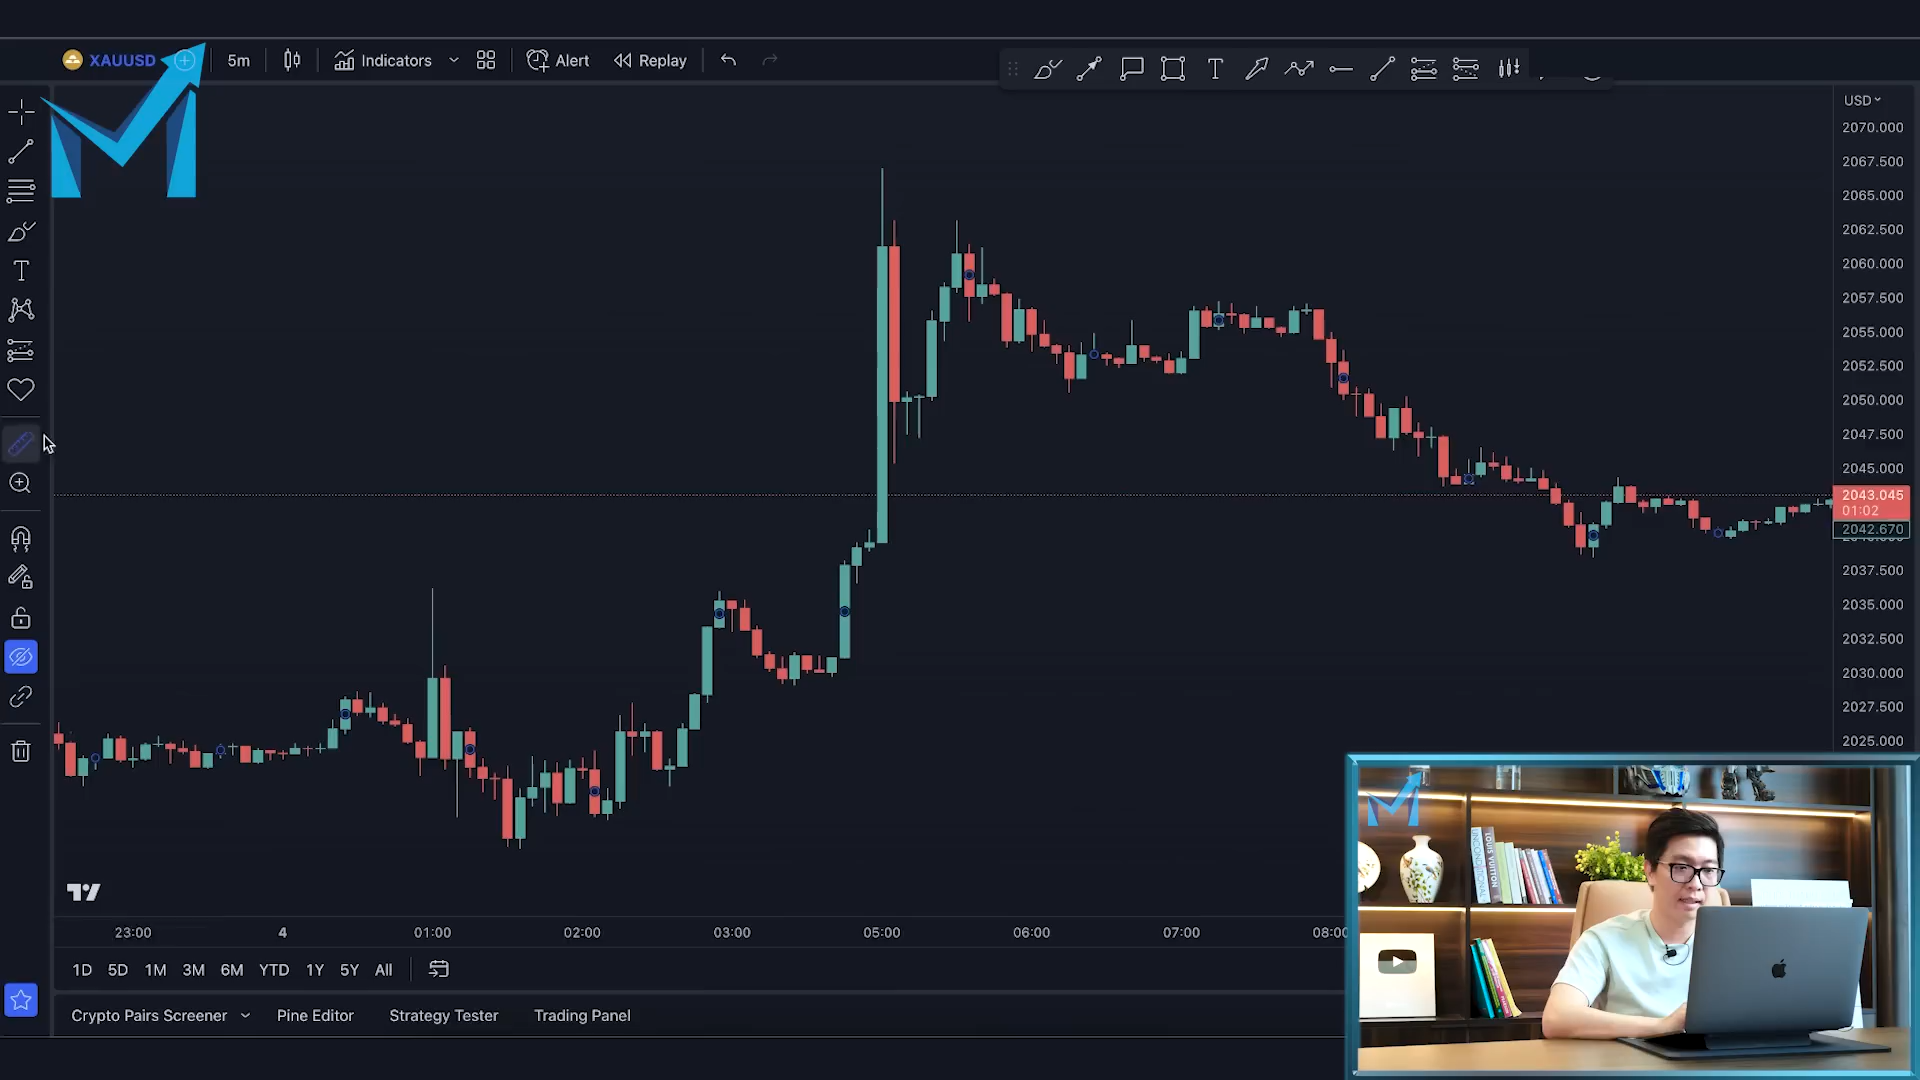 XAUUSD 5m Indicators Alert Replay
USD
2070.000
2067.500
2065.000
2062.500
2060.000
2057.500
2055.000
2052.500
2050.000
2047.500
2045.000
2043.045
01:02
2042.670
2037.500
2035.000
2032.500
2030.000
2027.500
2025.000
23:00 4 01:00 02:00 03:00 05:00 06:00 07:00 08:00
1D 5D 1M 3M 6M YTD 1Y 5Y All
Crypto Pairs Screener Pine Editor Strategy Tester Trading Panel
UNCONDITIONAL
LOUIS VUITTON